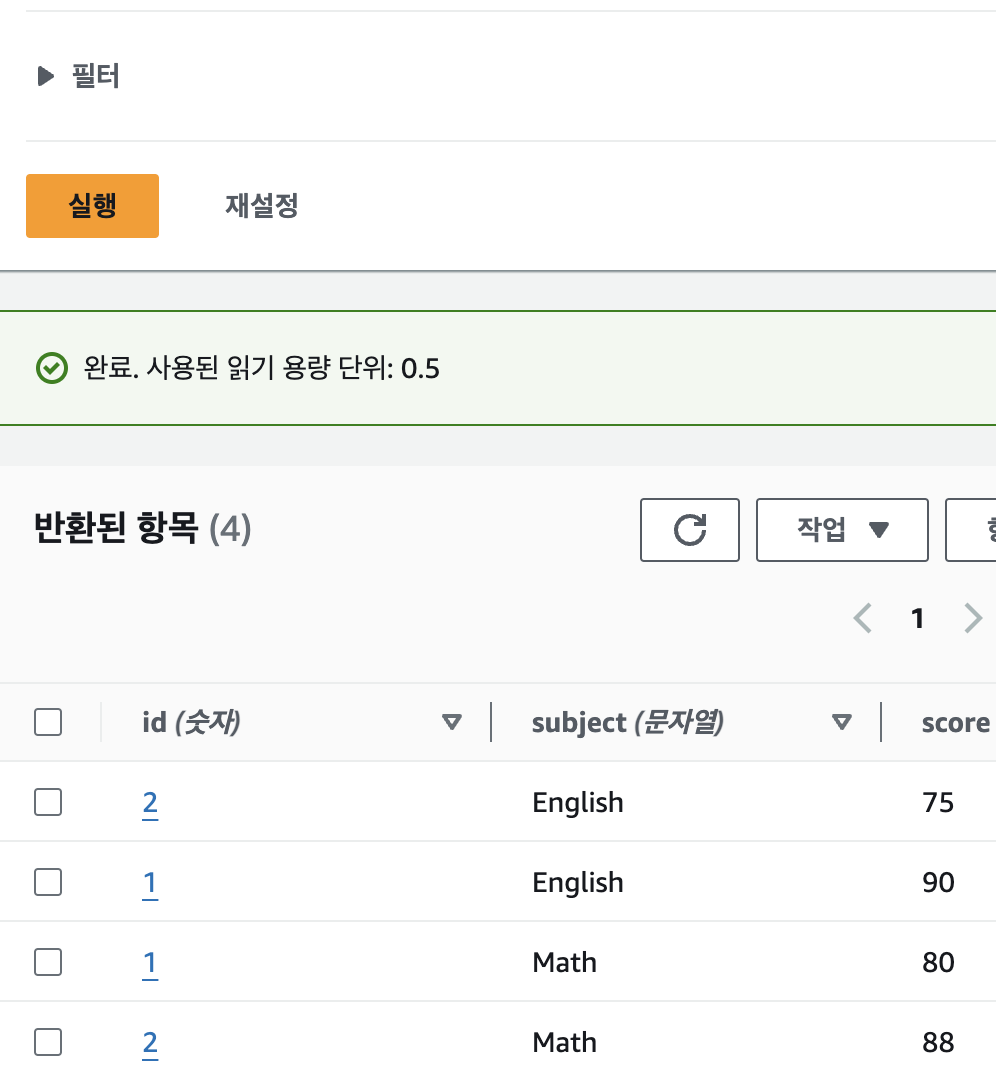 필터
실행 재설정
완료. 사용된 읽기 용량 단위: 0.5
반환된 항목 (4)
작업
1
id (숫자) subject (문자열) score
2 English 75
1 English 90
1 Math 80
2 Math 88